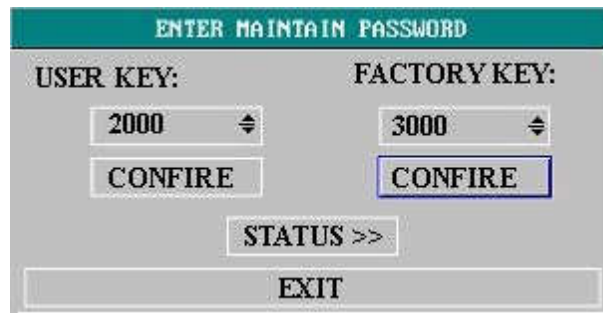 ENTER MAINTAIN PASSWORD
USER KEY: FACTORY KEY:
2000 3000
CONFIRE CONFIRE
STATUS >>
EXIT